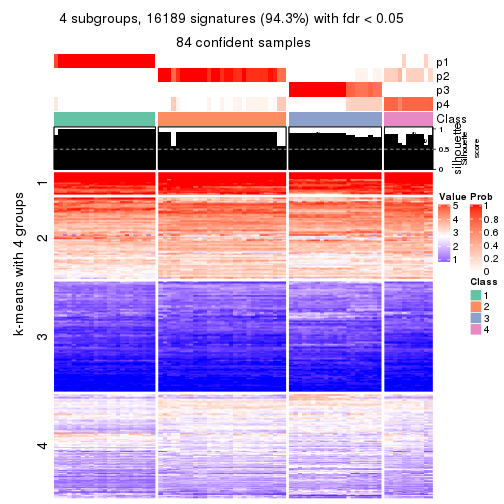 4 subgroups, 16189 signatures (94.3%) with fdr < 0.05
84 confident samples
p1
p2
p3
p4
Class
1
0.5
0
silhouette
Silhouette
score
k-means with 4 groups
1
2
3
4
Value
5
4
3
2
1
Prob
1
0.8
0.6
0.4
0.2
0
Class
1
2
3
4